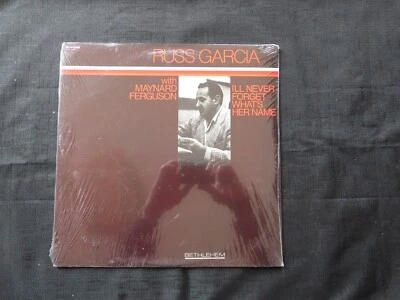 RUSS GARCIA
with
MAYNARD
FERGUSON
I'LL NEVER
FORGET
WHAT'S
HER NAME
BETHLEHEM